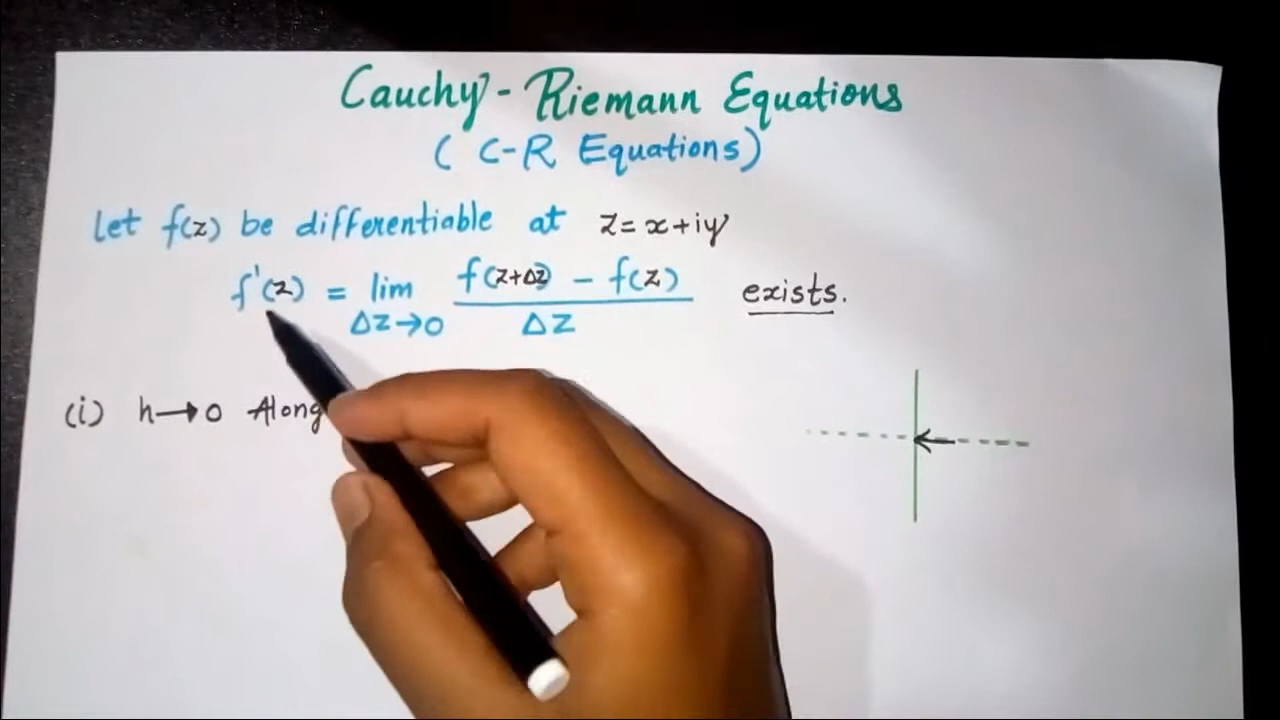 Cauchy - Riemann Equations
( C-R Equations)
Let f(z) be differentiable at z = x+iy
f'(z) = lim Δz→0 f(z+Δz) - f(z) / Δz exists.
(i) h→0 Along